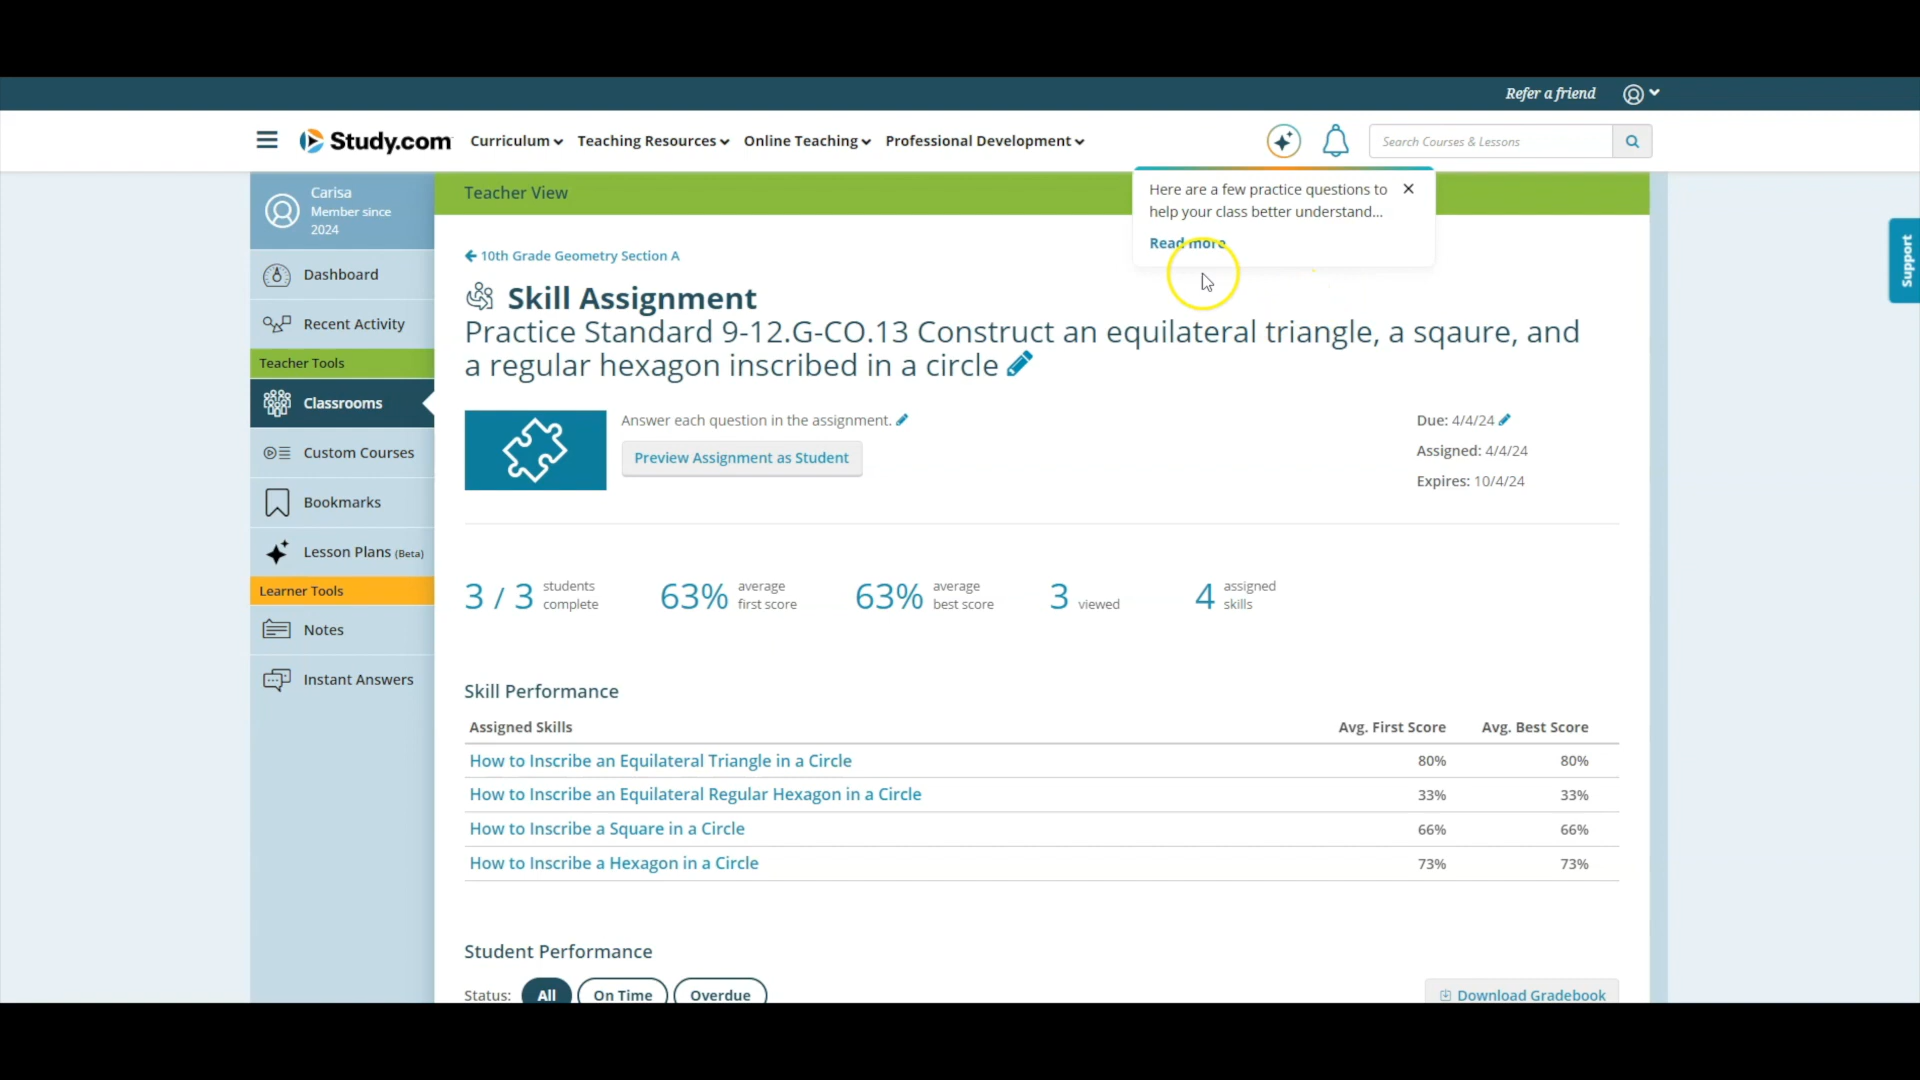 Refer a friend
Study.com
Curriculum
Teaching Resources
Online Teaching
Professional Development
Search Courses & Lessons
Carisa
Member since
2024
Dashboard
Recent Activity
Teacher Tools
Classrooms
Custom Courses
Bookmarks
Lesson Plans (Beta)
Learner Tools
Notes
Instant Answers
Teacher View
Here are a few practice questions to
help your class better understand...
Read more
Support
10th Grade Geometry Section A
Skill Assignment
Practice Standard 9-12.G-CO.13 Construct an equilateral triangle, a sqaure, and
a regular hexagon inscribed in a circle
Answer each question in the assignment.
Preview Assignment as Student
Due: 4/4/24
Assigned: 4/4/24
Expires: 10/4/24
3 / 3 students complete
63% average first score
63% average best score
3 viewed
4 assigned skills
Skill Performance
Assigned Skills Avg. First Score Avg. Best Score
How to Inscribe an Equilateral Triangle in a Circle 80% 80%
How to Inscribe an Equilateral Regular Hexagon in a Circle 33% 33%
How to Inscribe a Square in a Circle 66% 66%
How to Inscribe a Hexagon in a Circle 73% 73%
Student Performance
Status: All On Time Overdue
Download Gradebook